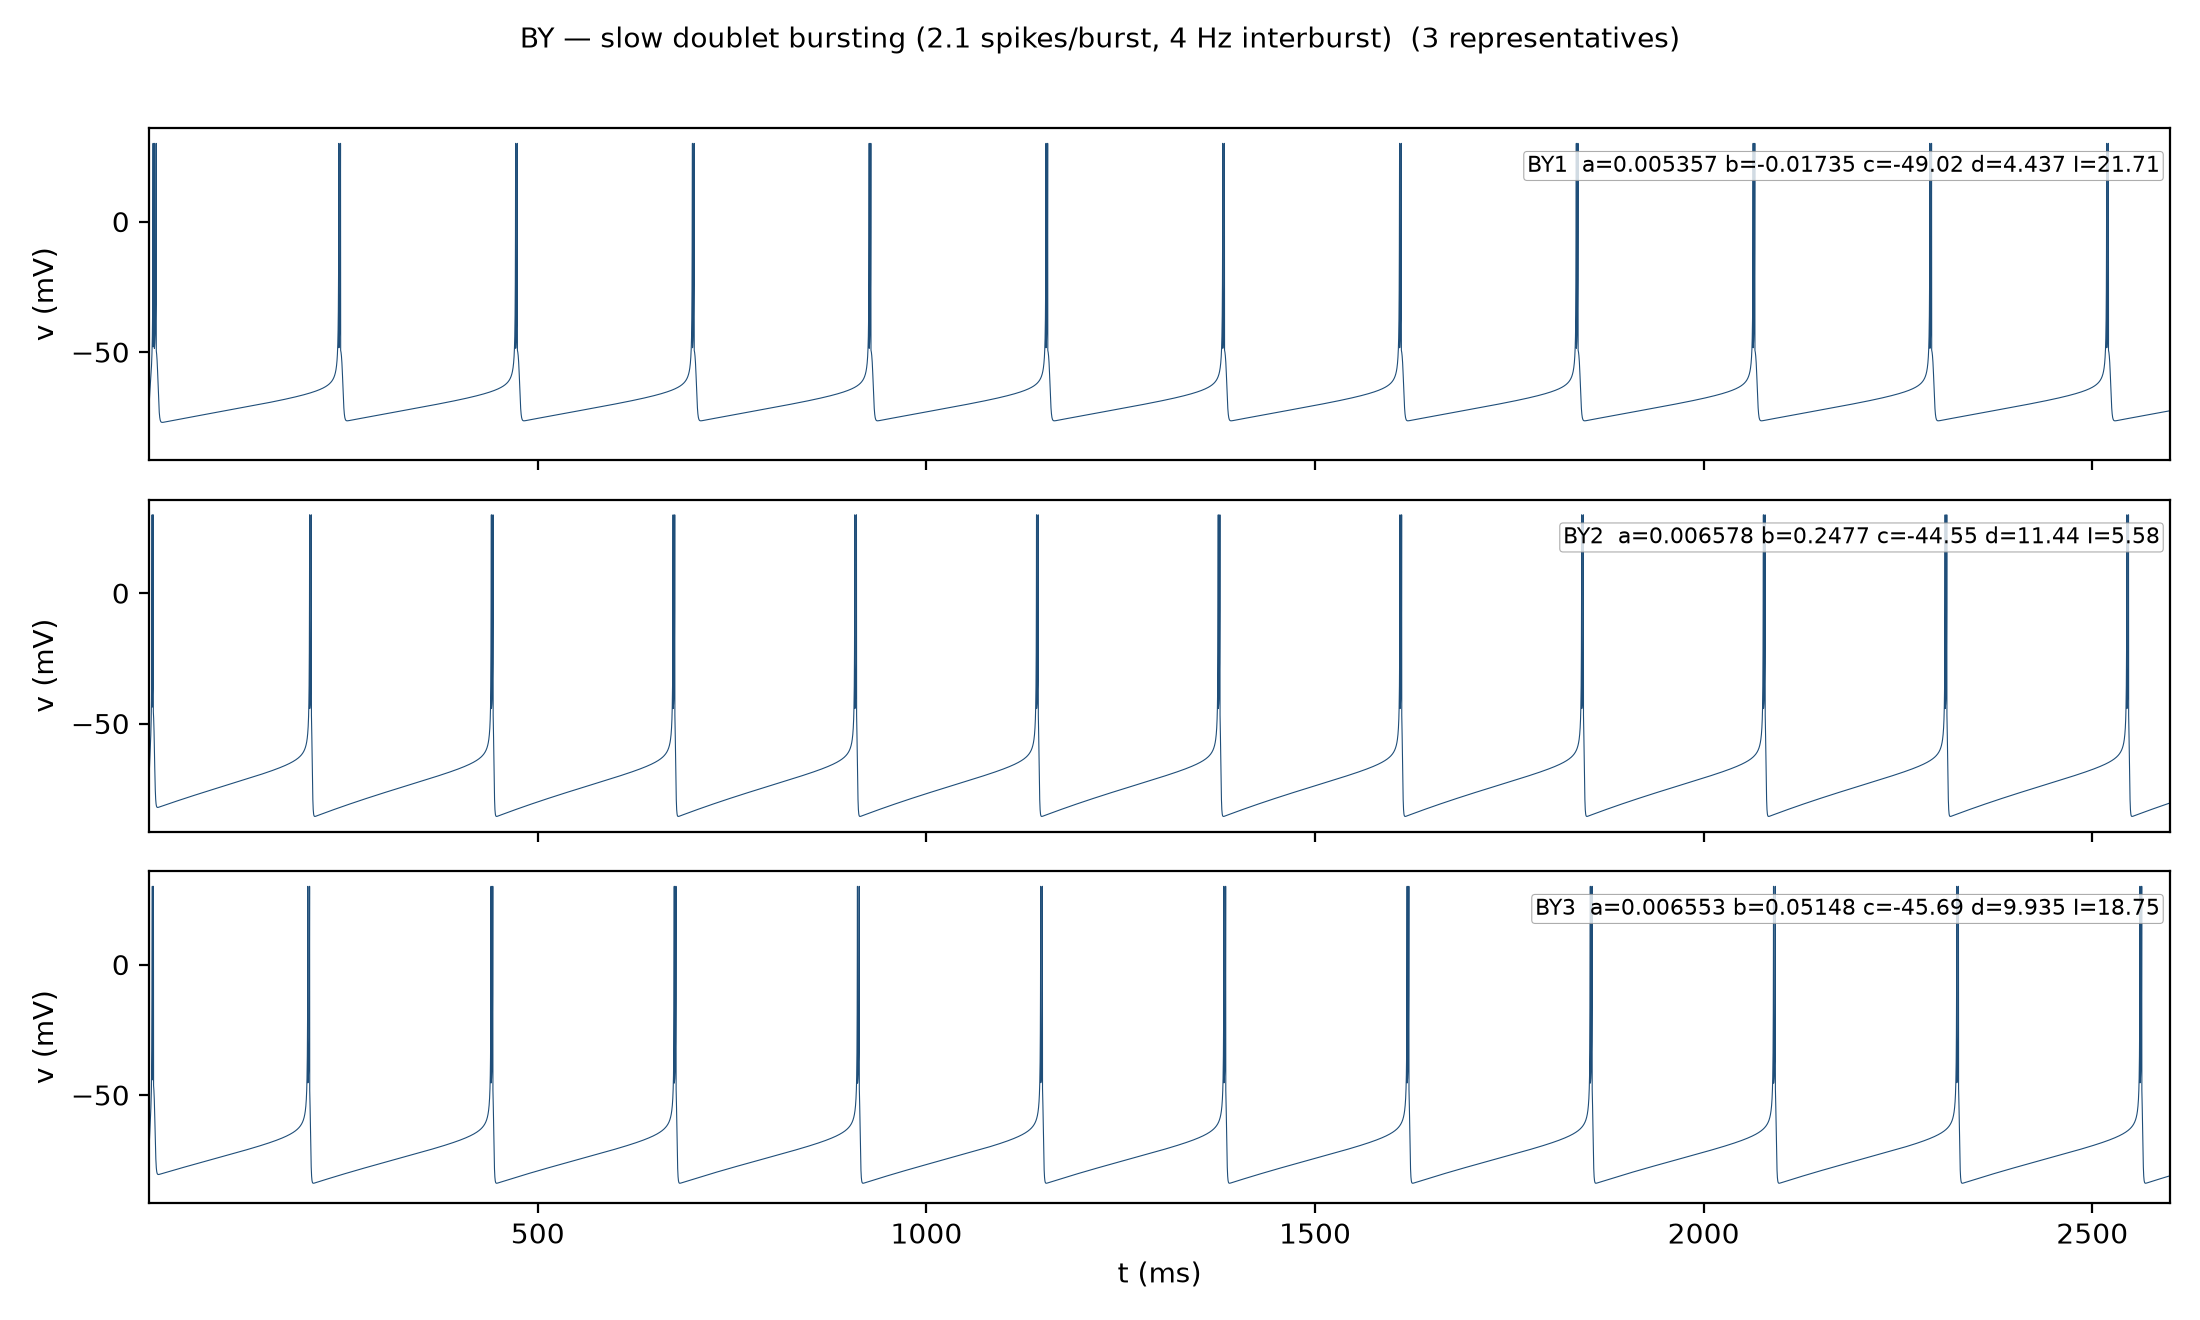 BY — slow doublet bursting (2.1 spikes/burst, 4 Hz interburst)  (3 representatives)
BY1  a=0.005357 b=-0.01735 c=-49.02 d=4.437 I=21.71
0
−50
v (mV)
BY2  a=0.006578 b=0.2477 c=-44.55 d=11.44 I=5.58
0
−50
v (mV)
BY3  a=0.006553 b=0.05148 c=-45.69 d=9.935 I=18.75
0
−50
v (mV)
500 1000 1500 2000 2500
t (ms)